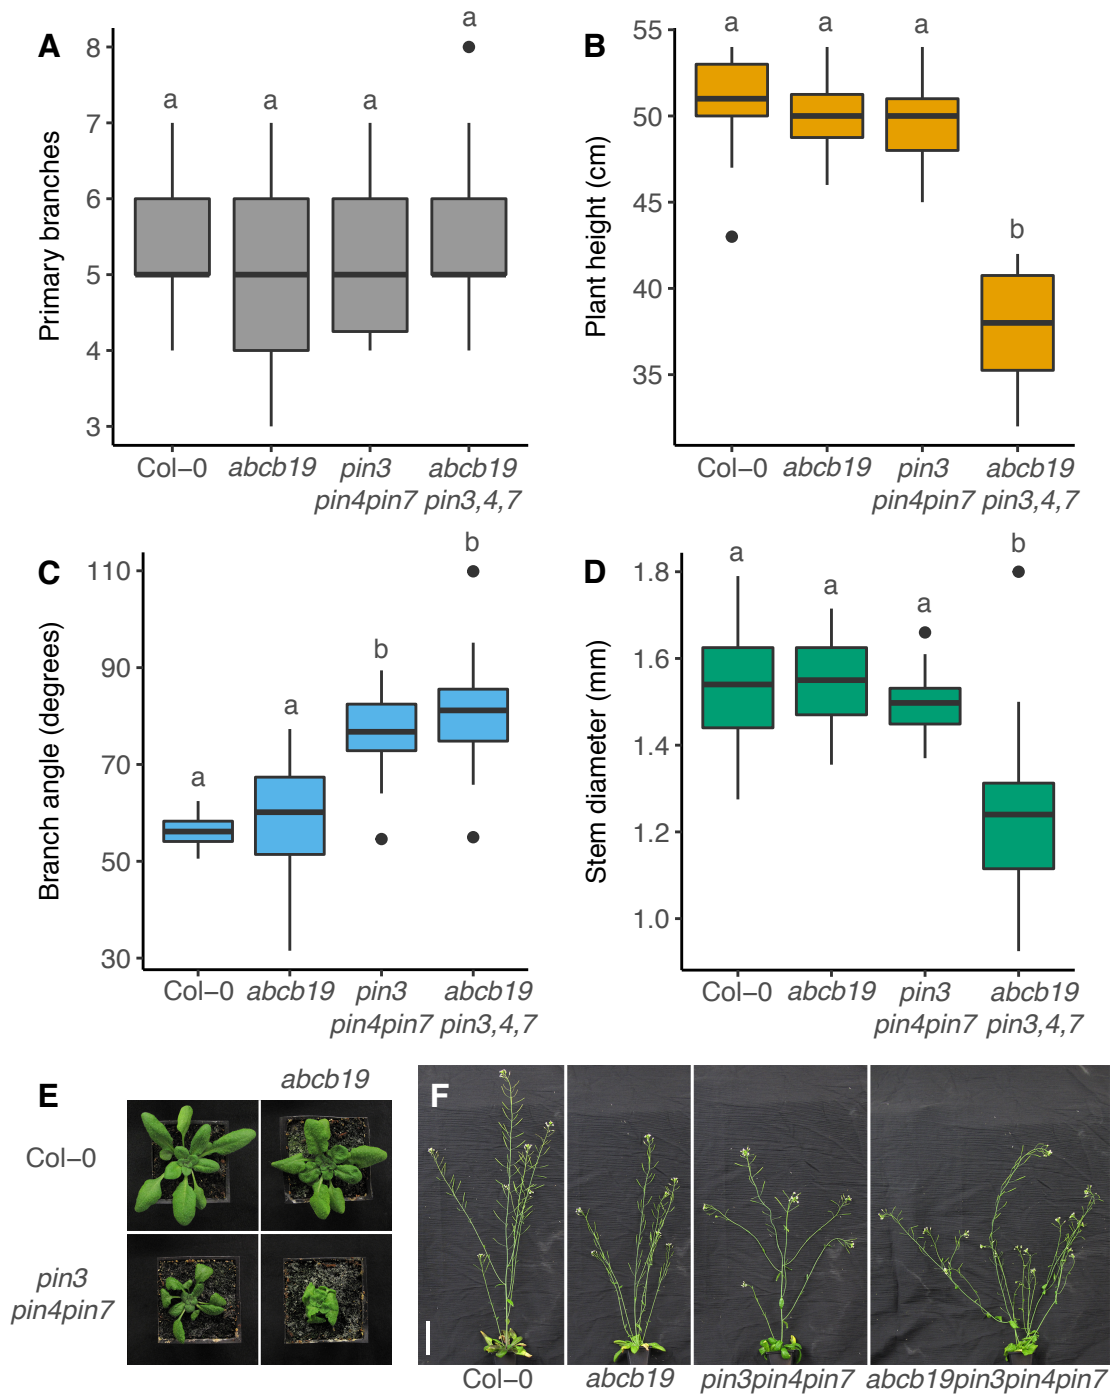 A
Primary branches
8
7
6
5
4
3
a
a
a
a
Col–0
abcb19
pin3
pin4pin7
abcb19
pin3,4,7
B
Plant height (cm)
55
50
45
40
35
a
a
a
b
Col–0
abcb19
pin3
pin4pin7
abcb19
pin3,4,7
C
Branch angle (degrees)
110
90
70
50
30
a
a
b
b
Col–0
abcb19
pin3
pin4pin7
abcb19
pin3,4,7
D
Stem diameter (mm)
1.8
1.6
1.4
1.2
1.0
a
a
a
b
Col–0
abcb19
pin3
pin4pin7
abcb19
pin3,4,7
E
abcb19
Col–0
pin3
pin4pin7
F
Col–0
abcb19
pin3pin4pin7
abcb19pin3pin4pin7